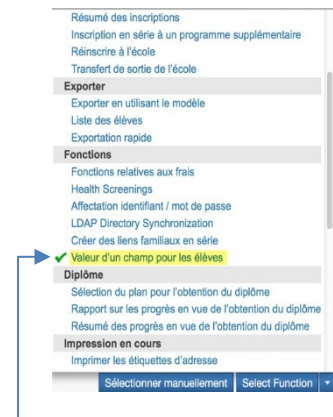 Résumé des inscriptions
Inscription en série à un programme supplémentaire
Réinscrire à l'école
Transfert de sortie de l'école
Exporter
Exporter en utilisant le modèle
Liste des élèves
Exportation rapide
Fonctions
Fonctions relatives aux frais
Health Screenings
Affectation identifiant / mot de passe
LDAP Directory Synchronization
Créer des liens familiaux en série
Valeur d'un champ pour les élèves
Diplôme
Sélection du plan pour l'obtention du diplôme
Rapport sur les progrès en vue de l'obtention du diplôme
Résumé des progrès en vue de l'obtention du diplôme
Impression en cours
Imprimer les étiquettes d'adresse
Sélectionner manuellement Select Function